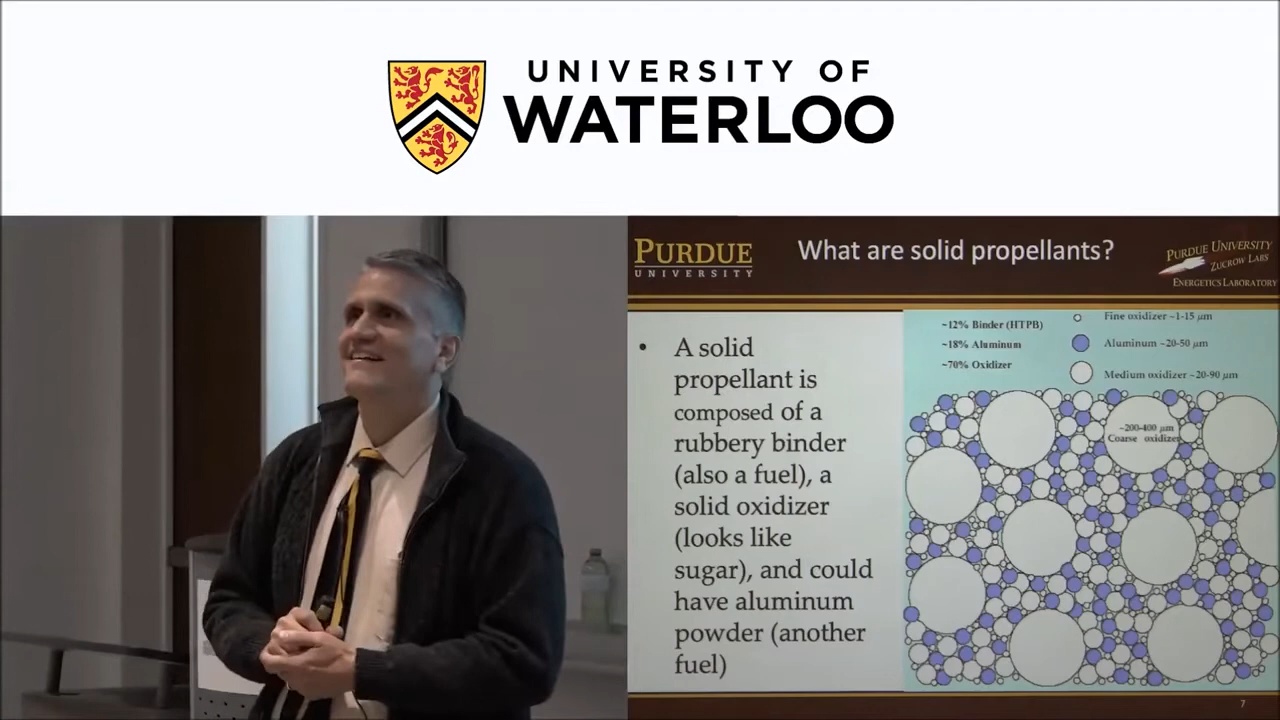 UNIVERSITY OF
WATERLOO
PURDUE
UNIVERSITY
What are solid propellants?
PURDUE UNIVERSITY
ZUCROW LABS
ENERGETICS LABORATORY
• A solid
propellant is
composed of a
rubbery binder
(also a fuel), a
solid oxidizer
(looks like
sugar), and could
have aluminum
powder (another
fuel)
~12% Binder (HTPB)
~18% Aluminum
~70% Oxidizer
Fine oxidizer ~1-15 µm
Aluminum ~20-50 µm
Medium oxidizer ~20-90 µm
~200-400 µm
Coarse oxidizer
7